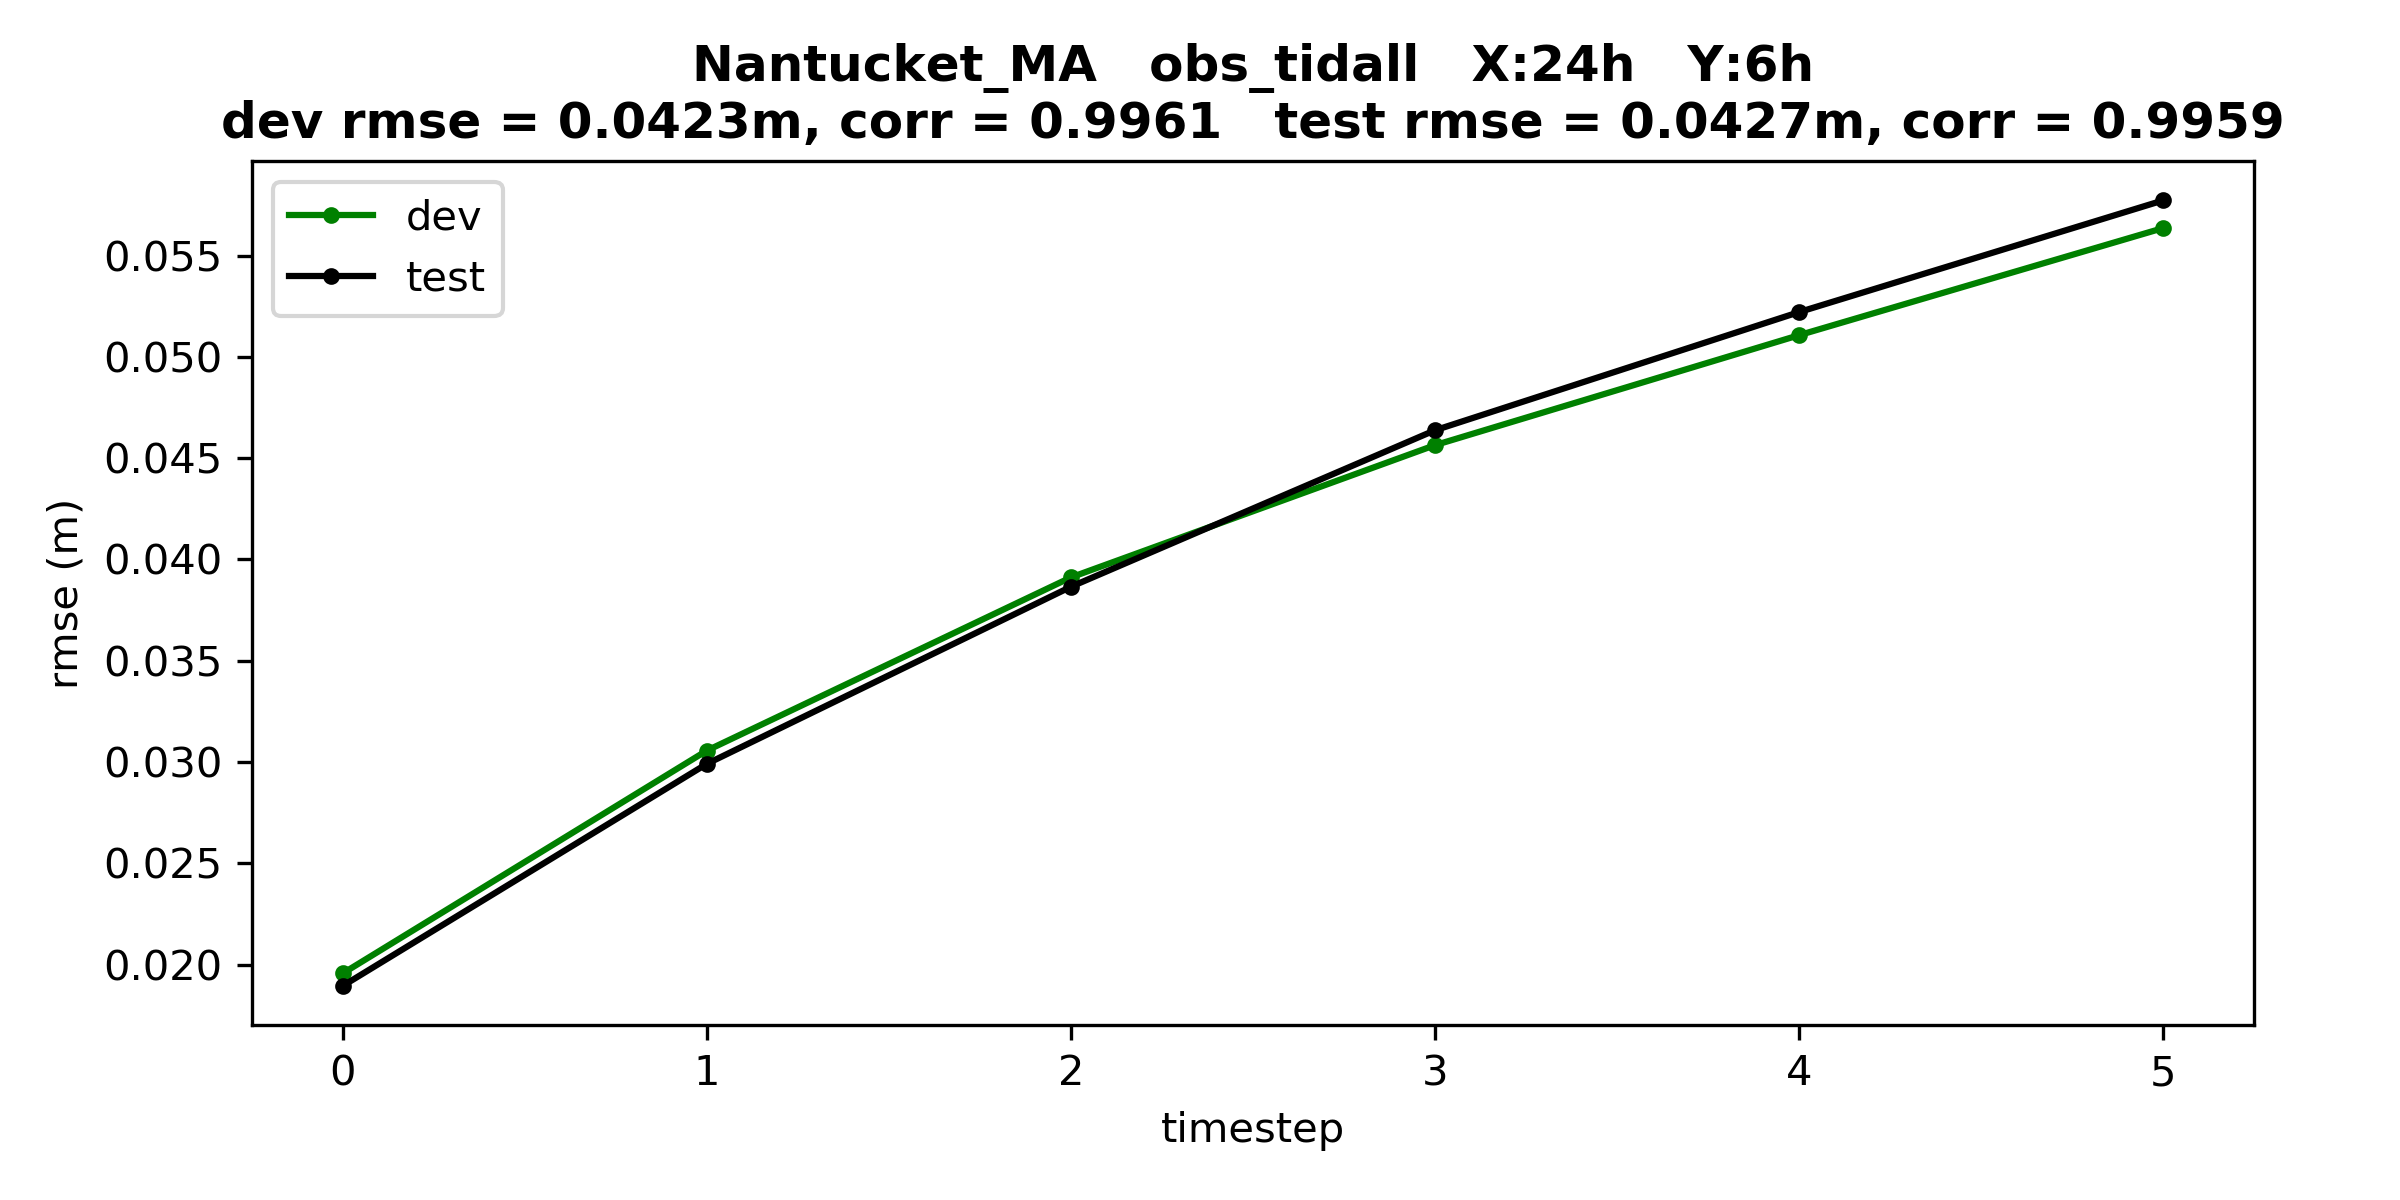 Nantucket_MA   obs_tidall   X:24h   Y:6h
dev rmse = 0.0423m, corr = 0.9961   test rmse = 0.0427m, corr = 0.9959
dev
test
0.055
0.050
0.045
0.040
0.035
0.030
0.025
0.020
rmse (m)
0 1 2 3 4 5
timestep